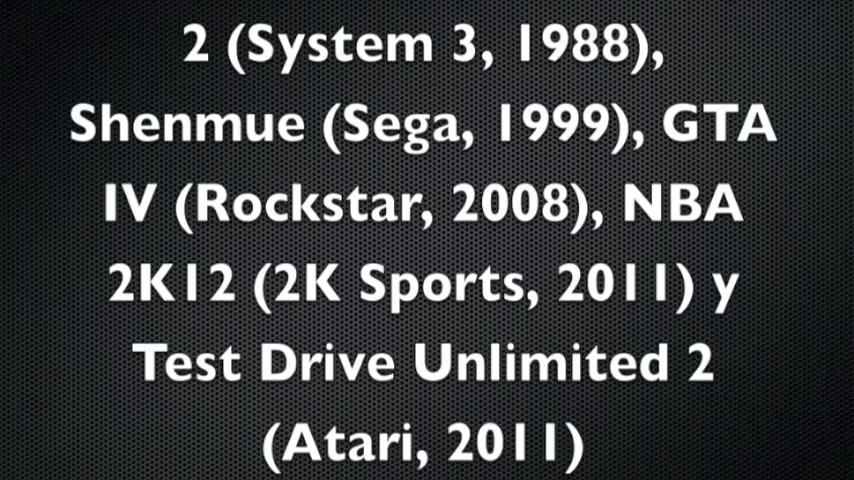 2 (System 3, 1988),
Shenmue (Sega, 1999), GTA
IV (Rockstar, 2008), NBA
2K12 (2K Sports, 2011) y
Test Drive Unlimited 2
(Atari, 2011)